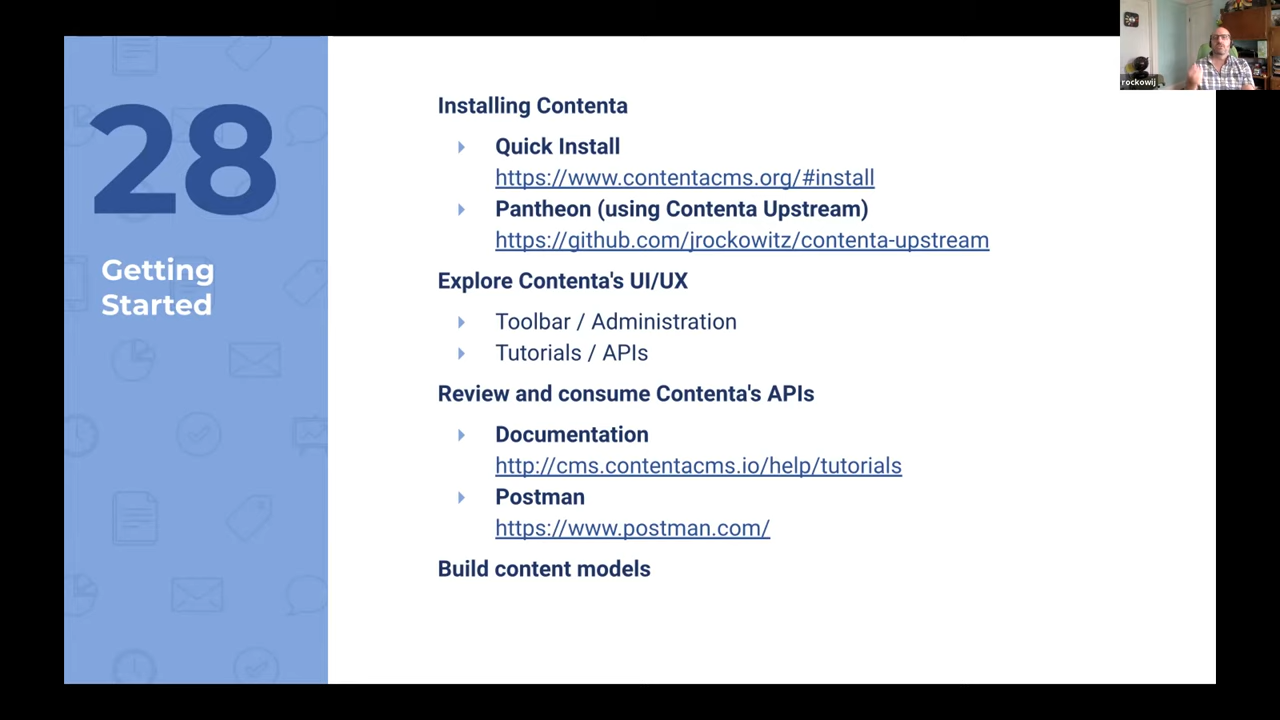 28
Getting
Started
Installing Contenta
Quick Install
https://www.contentacms.org/#install
Pantheon (using Contenta Upstream)
https://github.com/jrockowitz/contenta-upstream
Explore Contenta's UI/UX
Toolbar / Administration
Tutorials / APIs
Review and consume Contenta's APIs
Documentation
http://cms.contentacms.io/help/tutorials
Postman
https://www.postman.com/
Build content models
rockowij